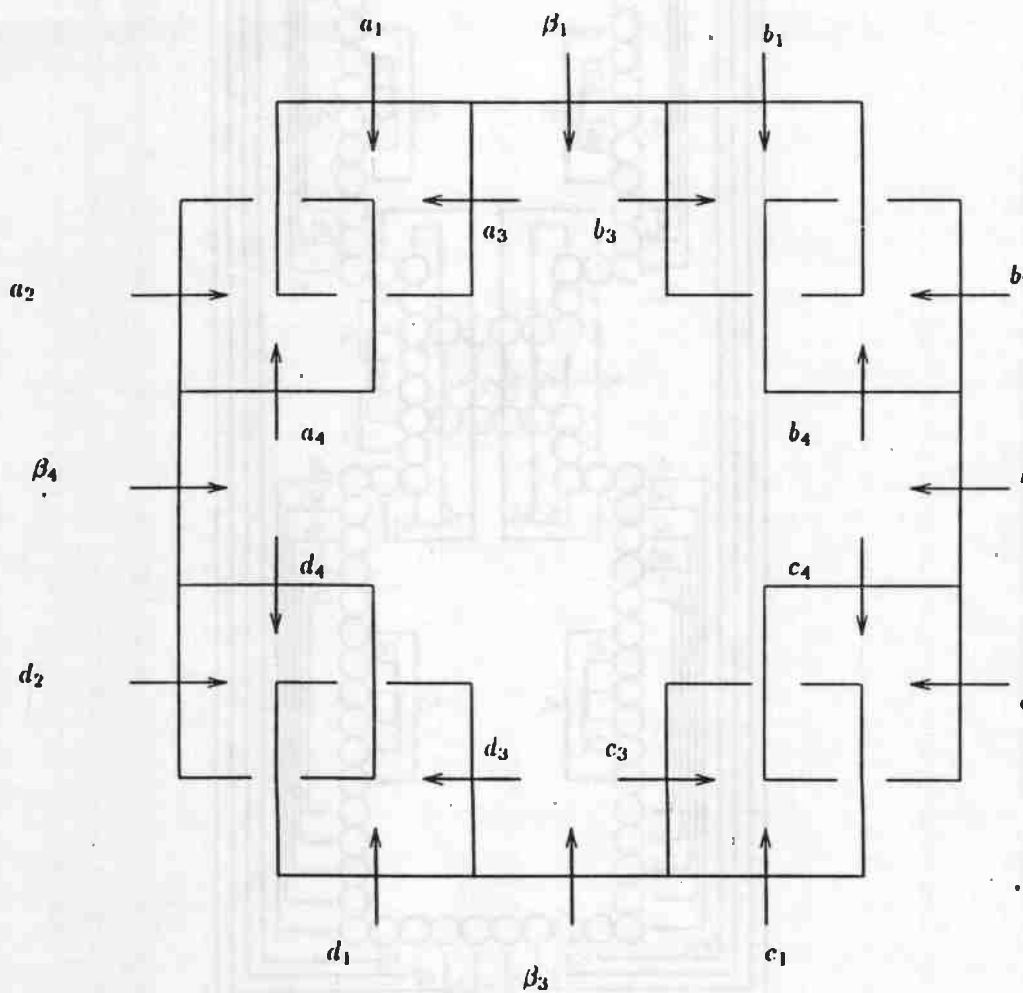 a₁ β₁ b₁
a₃ b₃
a₂ b
a₄ b₄
β₄
d₄ c₄
d₂
d₃ c₃
d₁ β₃ c₁